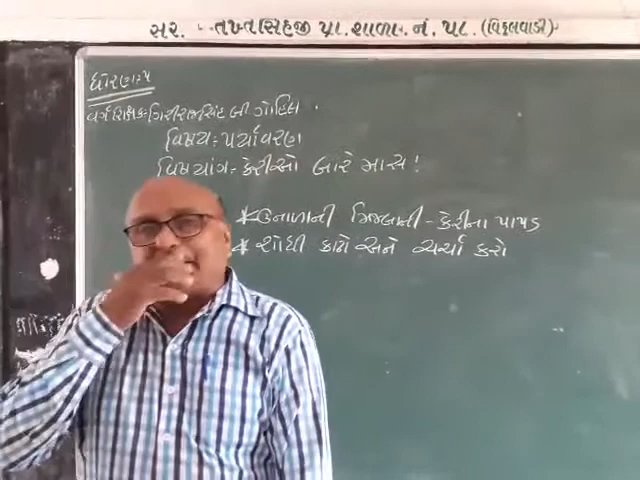 સર. તખ્તસિંહજી પ્રા. શાળા નં. ૫૮. (વિઠ્ઠલવાડી)
ધોરણ:૫
વર્ગ શિક્ષક:ગિરીરાજસિંહ બી ગોહિલ .
વિષય: પર્યાવરણ
વિષયાંગ- કેરીઓ બારે માસ !
*ઉનાળાની મિજબાની - કેરીના પાપડ
* શોધી કાઢો અને ચર્ચા કરો